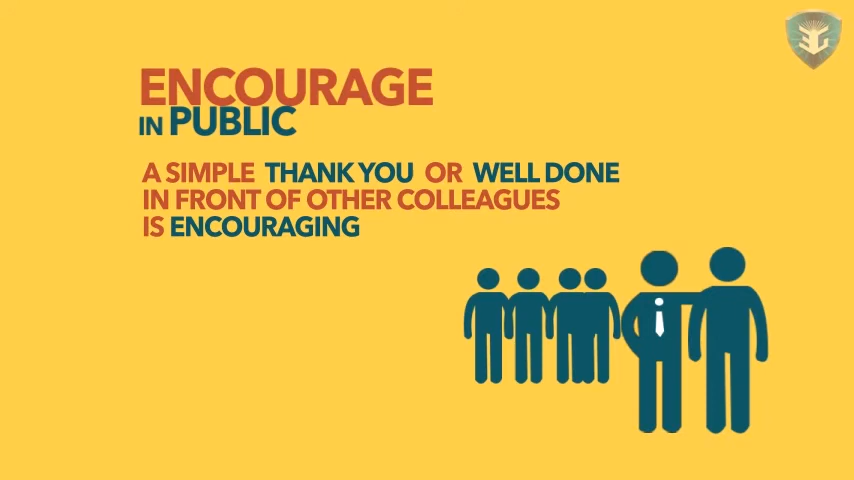 ENCOURAGE
IN PUBLIC
A SIMPLE THANK YOU OR WELL DONE
IN FRONT OF OTHER COLLEAGUES
IS ENCOURAGING